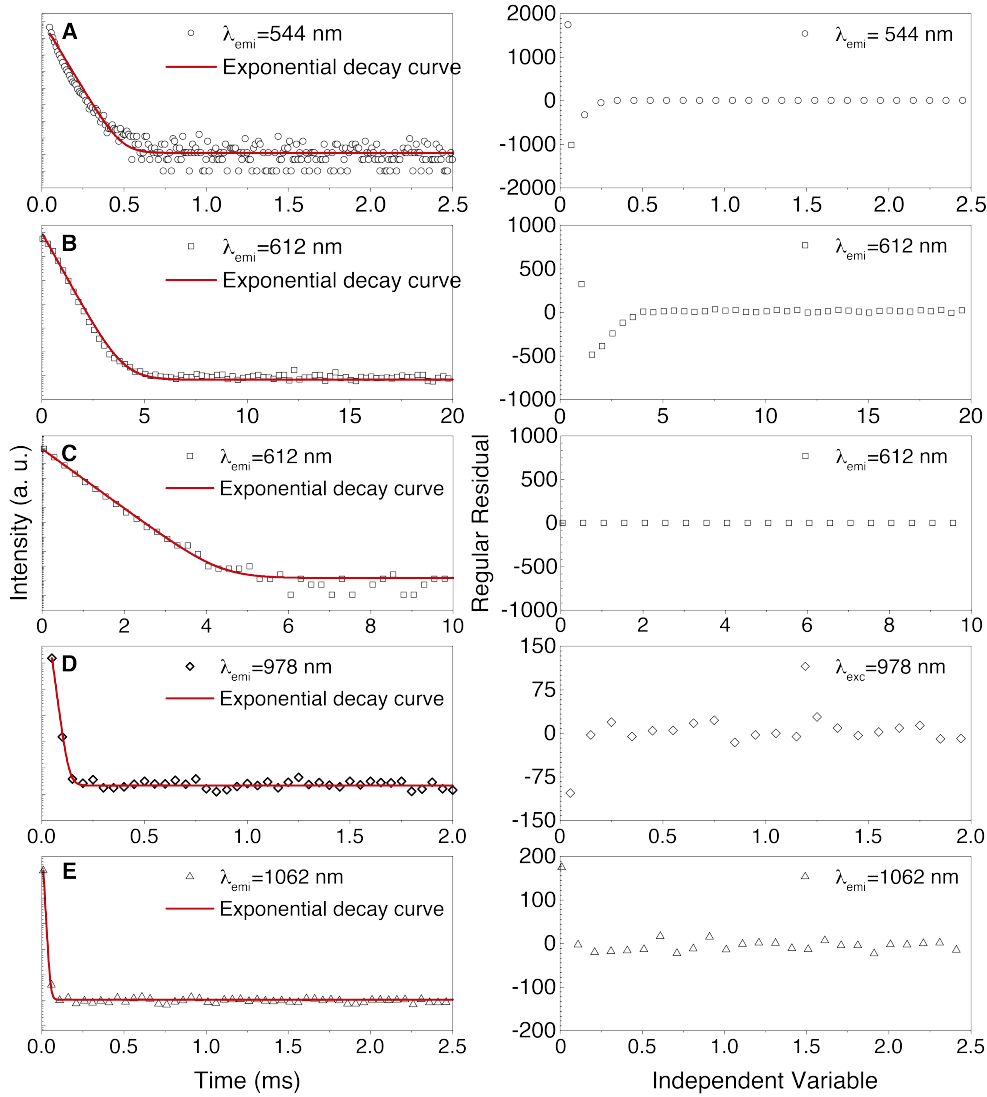 A
λemi=544 nm
Exponential decay curve
0.0 0.5 1.0 1.5 2.0 2.5
2000
1000
0
-1000
-2000
λemi= 544 nm
0.0 0.5 1.0 1.5 2.0 2.5
B
λemi=612 nm
Exponential decay curve
0 5 10 15 20
1000
500
0
-500
-1000
λemi=612 nm
0 5 10 15 20
C
λemi=612 nm
Exponential decay curve
0 2 4 6 8 10
1000
500
0
-500
-1000
λemi=612 nm
0 2 4 6 8 10
Intensity (a. u.)
Regular Residual
D
λemi=978 nm
Exponential decay curve
0.0 0.5 1.0 1.5 2.0
150
75
0
-75
-150
λexc=978 nm
0.5 1.0 1.5 2.0
E
λemi=1062 nm
Exponential decay curve
0.0 0.5 1.0 1.5 2.0 2.5
200
100
0
-100
-200
λemi=1062 nm
0.0 0.5 1.0 1.5 2.0 2.5
Time (ms)
Independent Variable